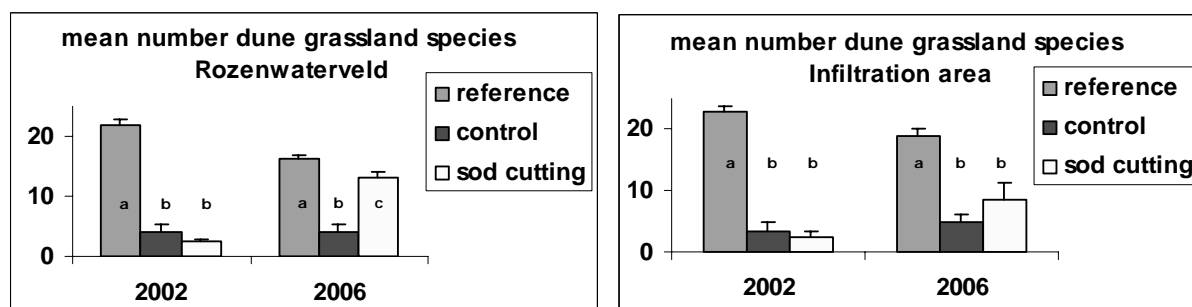 mean number dune grassland species
Rozenwaterveld
reference
control
sod cutting
20
10
0
a b b a b c
2002 2006
mean number dune grassland species
Infiltration area
reference
control
sod cutting
20
10
0
a b b a b b
2002 2006